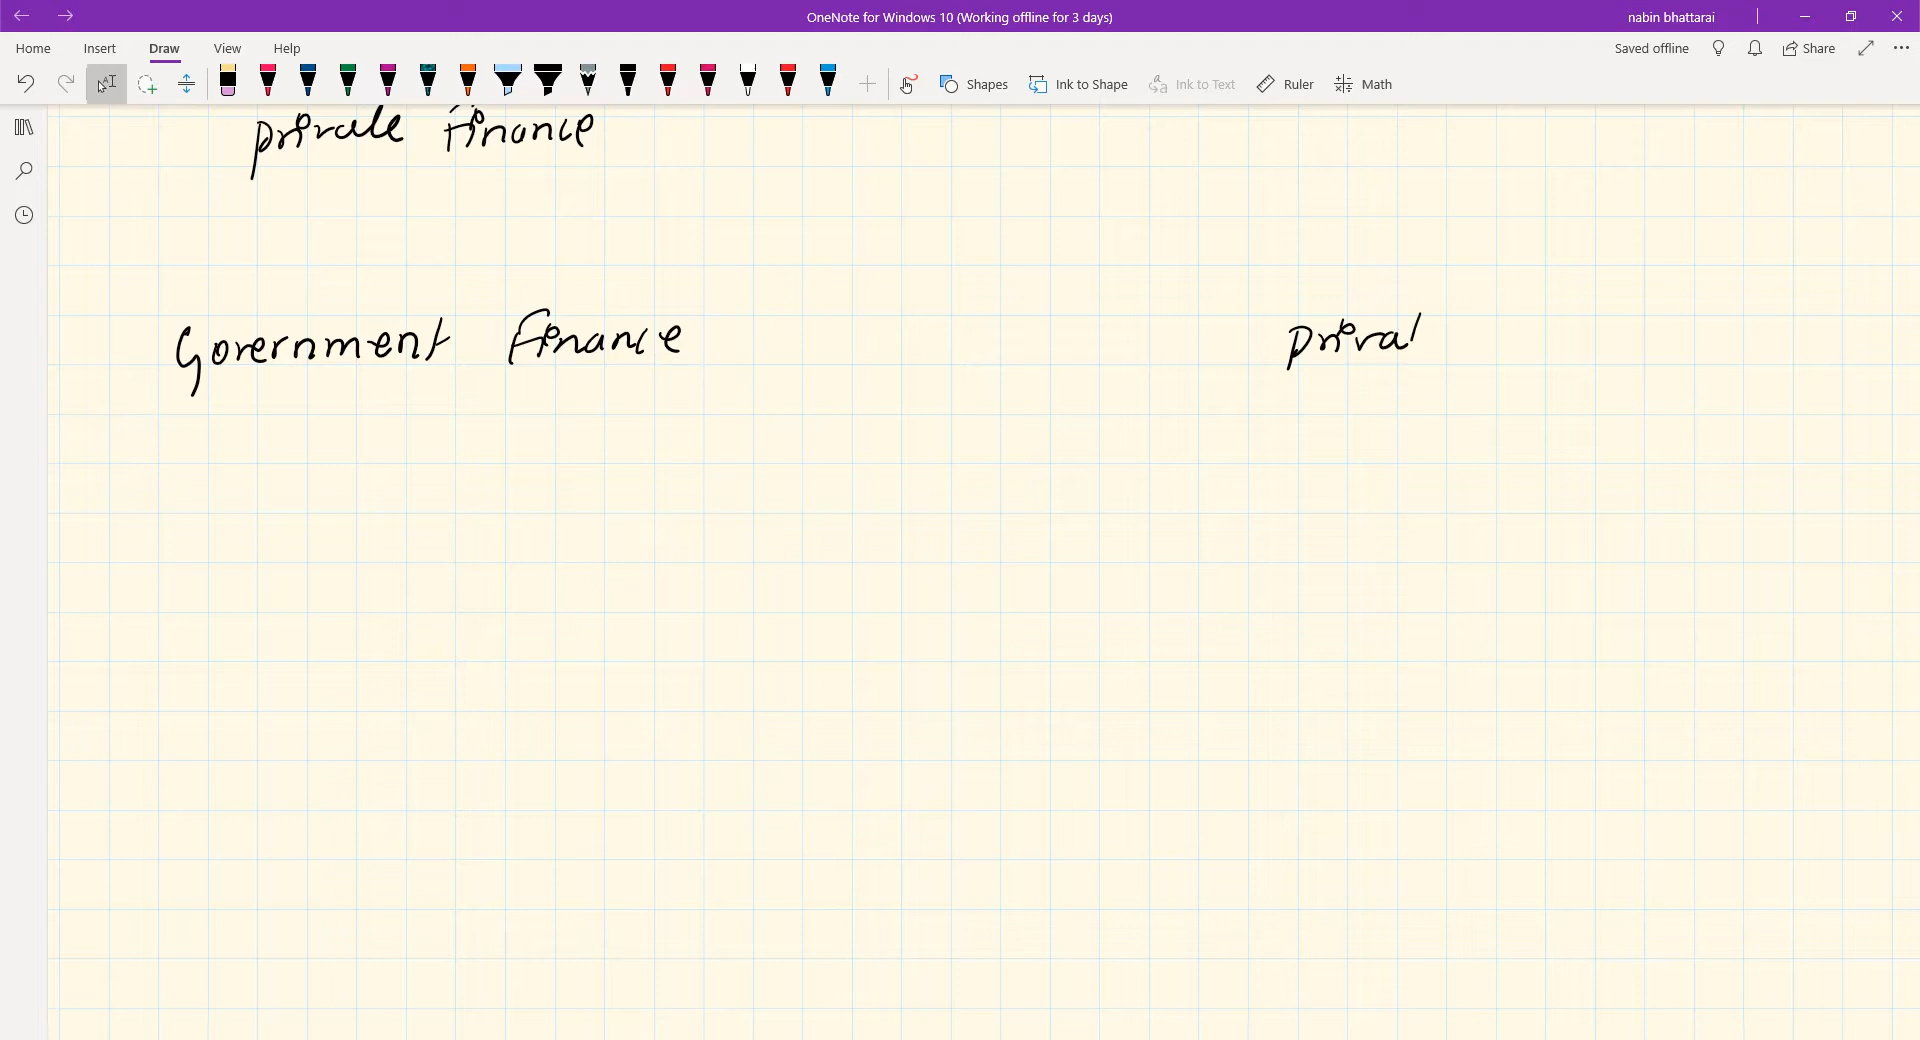 OneNote for Windows 10 (Working offline for 3 days)
nabin bhattarai
Home Insert Draw View Help
Saved offline
Share
Shapes
Ink to Shape
Ink to Text
Ruler
Math
private Finance
Government Finance
privat